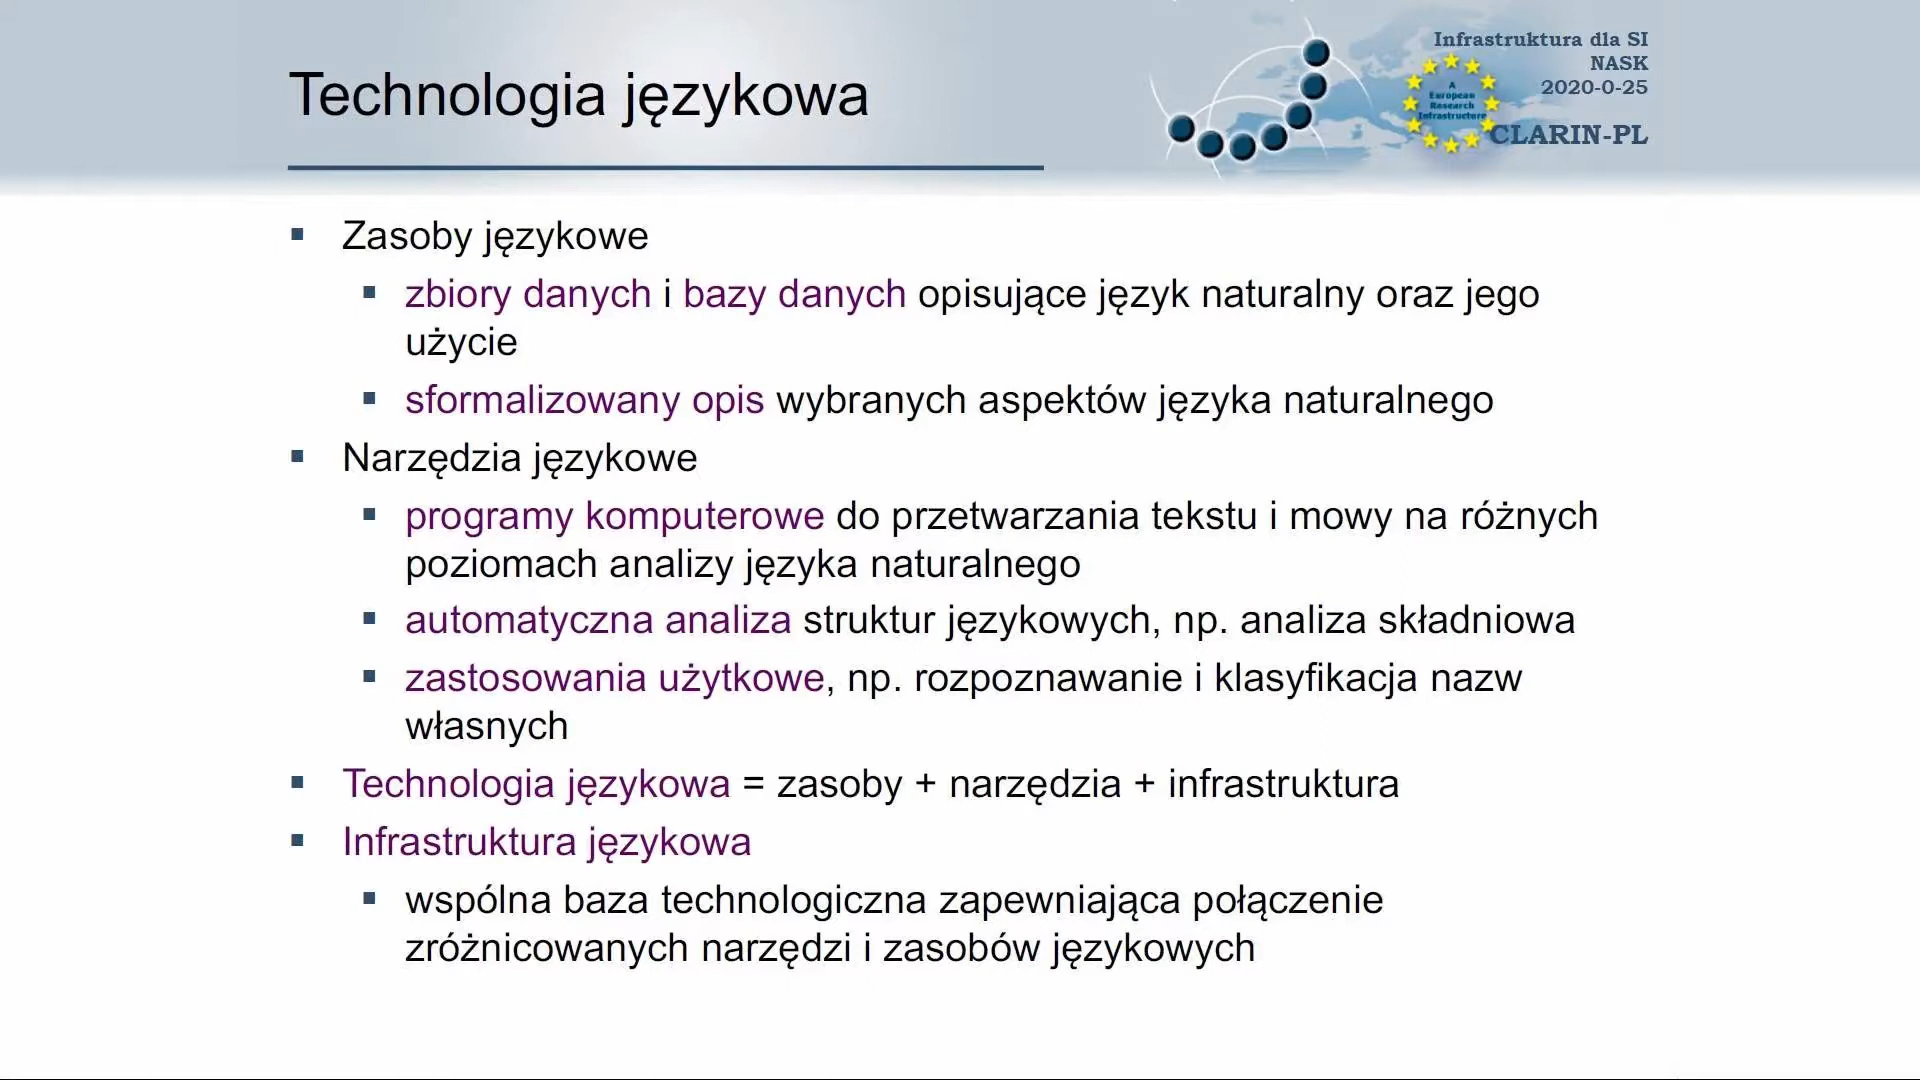 Technologia językowa
Infrastruktura dla SI
NASK
2020-0-25
A
European
Research
Infrastructure
CLARIN-PL
Zasoby językowe
zbiory danych i bazy danych opisujące język naturalny oraz jego
użycie
sformalizowany opis wybranych aspektów języka naturalnego
Narzędzia językowe
programy komputerowe do przetwarzania tekstu i mowy na różnych
poziomach analizy języka naturalnego
automatyczna analiza struktur językowych, np. analiza składniowa
zastosowania użytkowe, np. rozpoznawanie i klasyfikacja nazw
własnych
Technologia językowa = zasoby + narzędzia + infrastruktura
Infrastruktura językowa
wspólna baza technologiczna zapewniająca połączenie
zróżnicowanych narzędzi i zasobów językowych